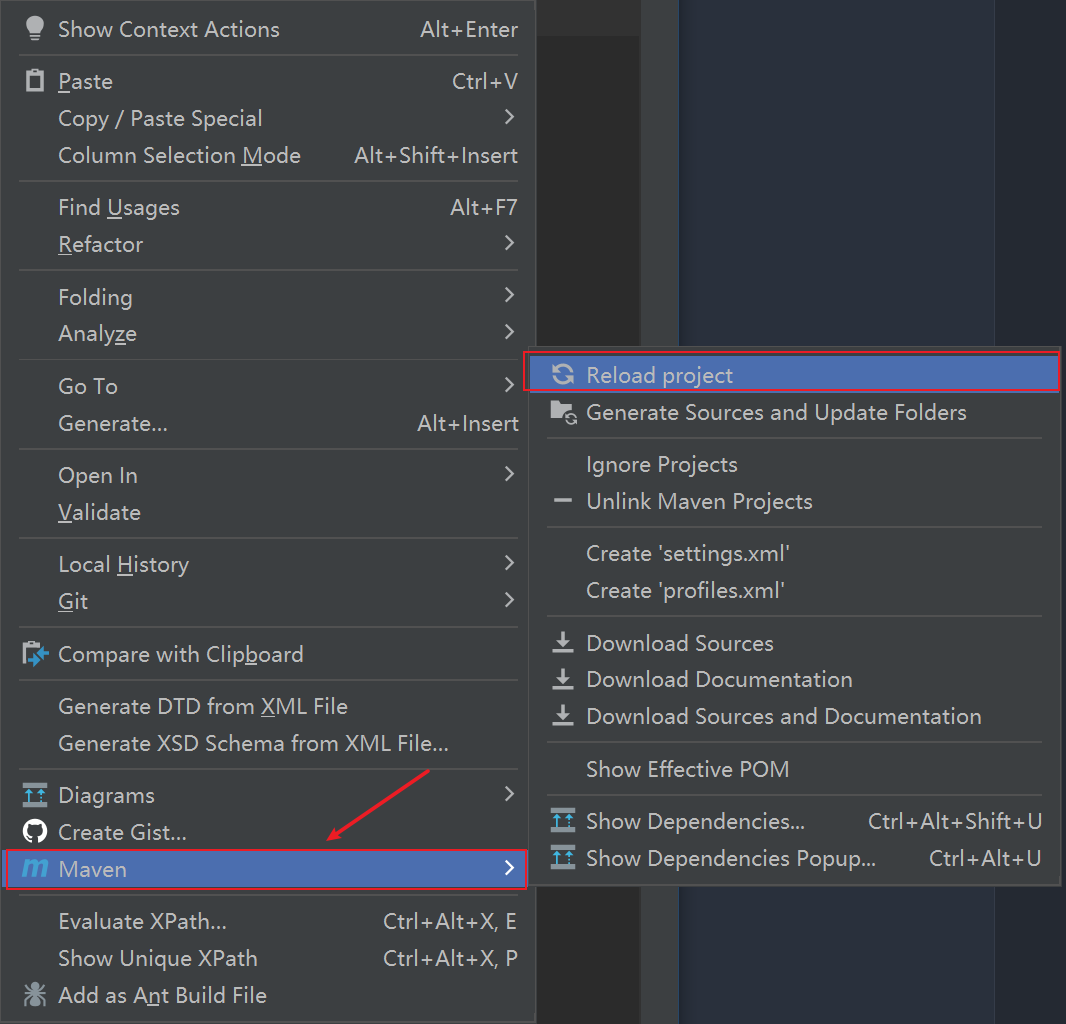 Show Context Actions Alt+Enter
Paste Ctrl+V
Copy / Paste Special
Column Selection Mode Alt+Shift+Insert
Find Usages Alt+F7
Refactor
Folding
Analyze
Go To
Generate... Alt+Insert
Open In
Validate
Local History
Git
Compare with Clipboard
Generate DTD from XML File
Generate XSD Schema from XML File...
Diagrams
Create Gist...
m Maven
Evaluate XPath... Ctrl+Alt+X, E
Show Unique XPath Ctrl+Alt+X, P
Add as Ant Build File
Reload project
Generate Sources and Update Folders
Ignore Projects
Unlink Maven Projects
Create 'settings.xml'
Create 'profiles.xml'
Download Sources
Download Documentation
Download Sources and Documentation
Show Effective POM
Show Dependencies... Ctrl+Alt+Shift+U
Show Dependencies Popup... Ctrl+Alt+U